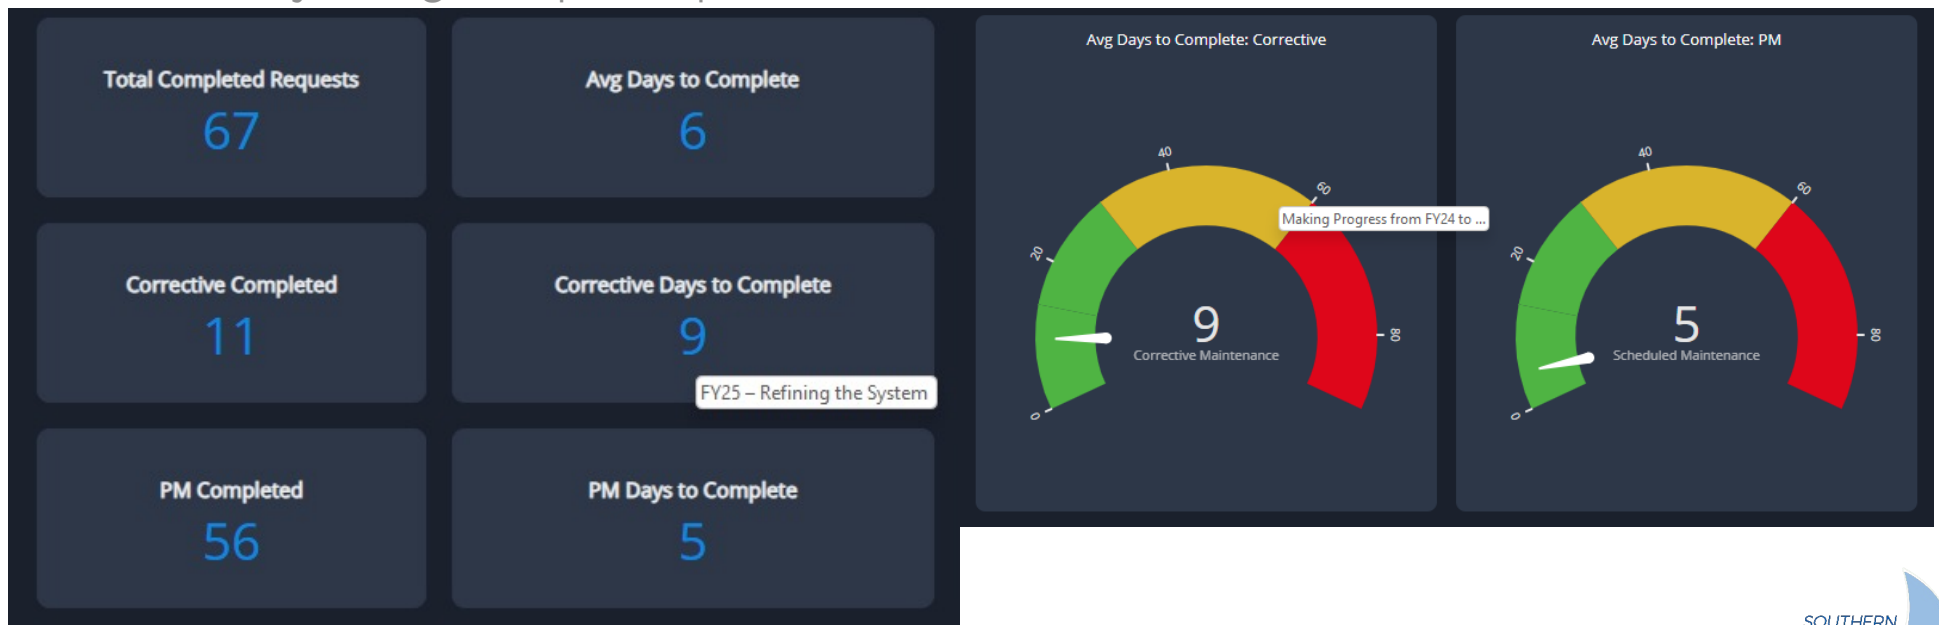 Total Completed Requests
67
Avg Days to Complete
6
Corrective Completed
11
Corrective Days to Complete
9
FY25 – Refining the System
PM Completed
56
PM Days to Complete
5
Avg Days to Complete: Corrective
0
20
40
60
80
9
Corrective Maintenance
Making Progress from FY24 to ...
Avg Days to Complete: PM
0
20
40
60
80
5
Scheduled Maintenance
SOUTHERN